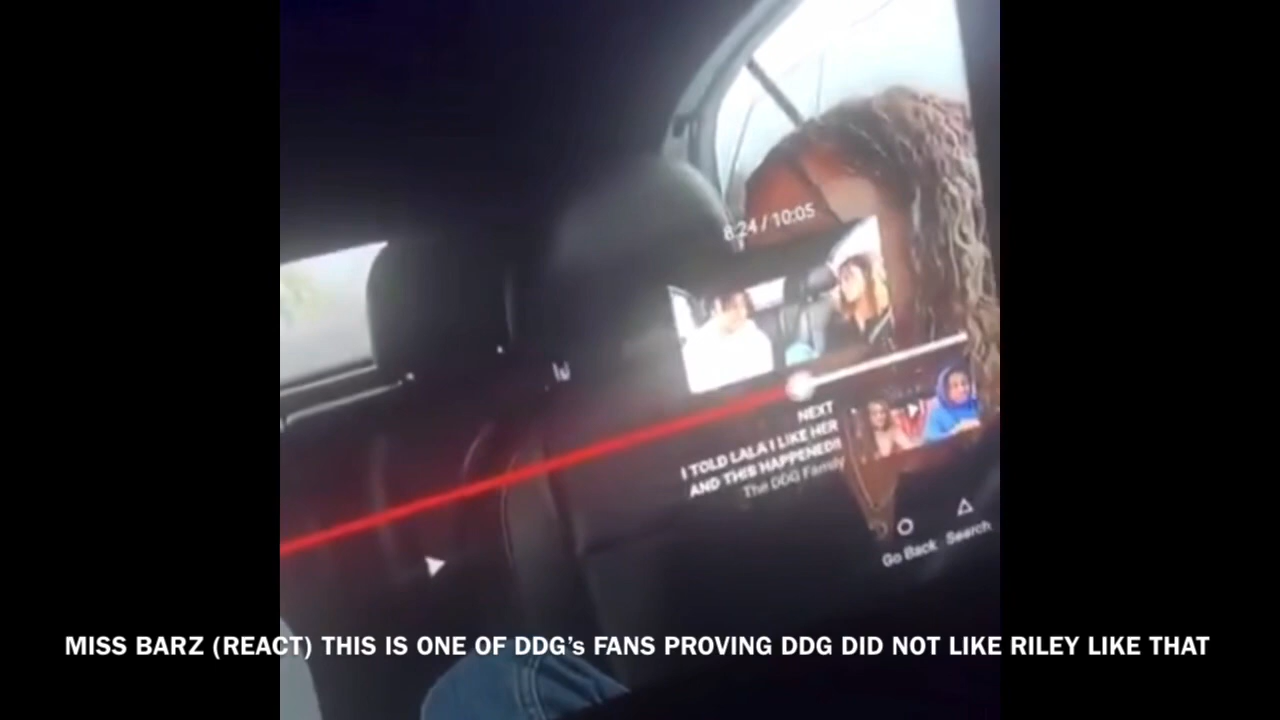 8:24 / 10:05
NEXT
I TOLD LALA I LIKE HER
AND THIS HAPPENED!!
The DDG Family
Go Back Search
MISS BARZ (REACT) THIS IS ONE OF DDG's FANS PROVING DDG DID NOT LIKE RILEY LIKE THAT